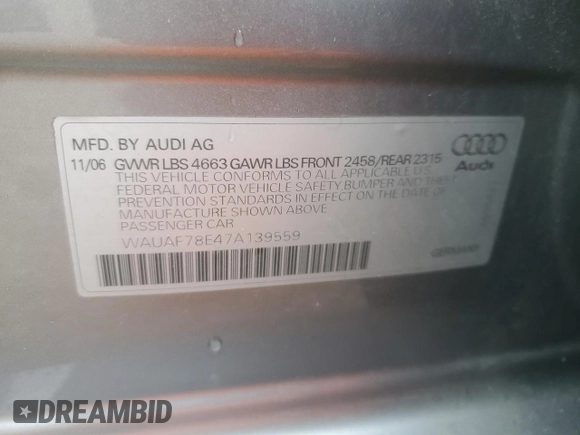 MFD. BY AUDI AG
11/06 GVWR LBS 4663 GAWR LBS FRONT 2458/REAR 2315
THIS VEHICLE CONFORMS TO ALL APPLICABLE U.S.
FEDERAL MOTOR VEHICLE SAFETY BUMPER AND THEFT
PREVENTION STANDARDS IN EFFECT ON THE DATE OF
MANUFACTURE SHOWN ABOVE
PASSENGER CAR
WAUAF78E47A139559
Audi
GERMANY
DREAMBID